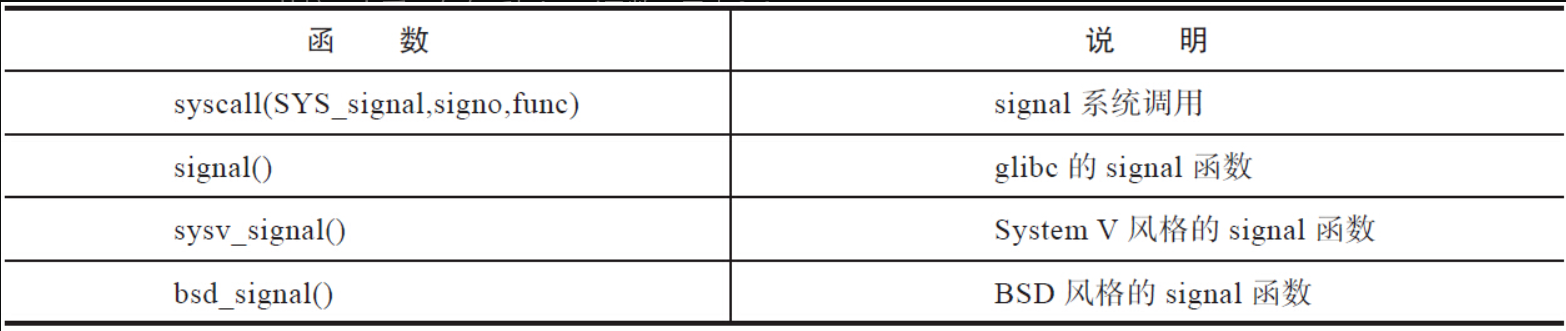 函 数 说 明
syscall(SYS_signal,signo,func) signal 系统调用
signal() glibc 的 signal 函数
sysv_signal() System V 风格的 signal 函数
bsd_signal() BSD 风格的 signal 函数